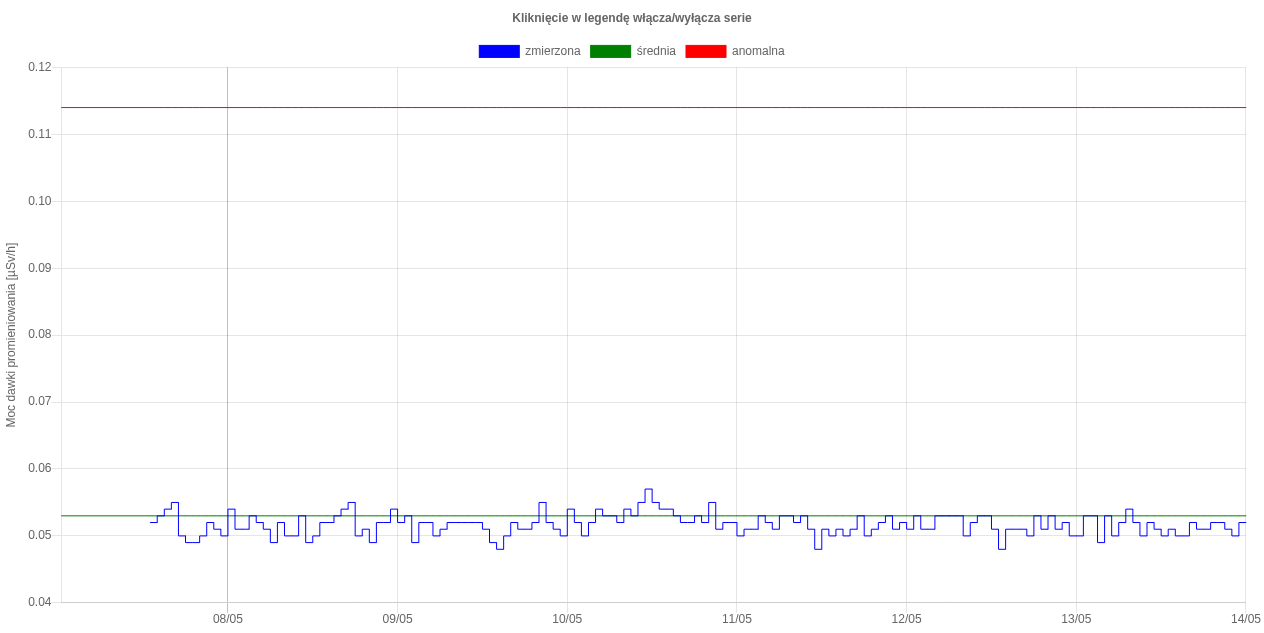 Kliknięcie w legendę włącza/wyłącza serie
zmierzona średnia anomalna
0.12
0.11
0.10
0.09
0.08
0.07
0.06
0.05
0.04
Moc dawki promieniowania [µSv/h]
08/05 09/05 10/05 11/05 12/05 13/05 14/05